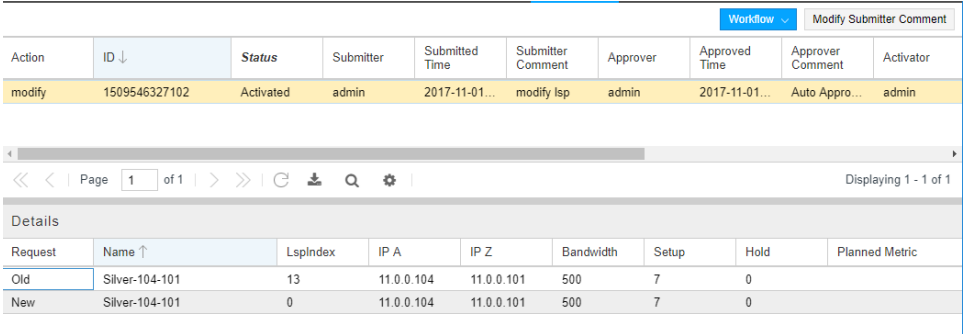 Workflow Modify Submitter Comment
Action ID Status Submitter Submitted Time Submitter Comment Approver Approved Time Approver Comment Activator
modify 1509546327102 Activated admin 2017-11-01... modify lsp admin 2017-11-01... Auto Appro... admin
Page 1 of 1 Displaying 1 - 1 of 1
Details
Request Name LspIndex IP A IP Z Bandwidth Setup Hold Planned Metric
Old Silver-104-101 13 11.0.0.104 11.0.0.101 500 7 0
New Silver-104-101 0 11.0.0.104 11.0.0.101 500 7 0